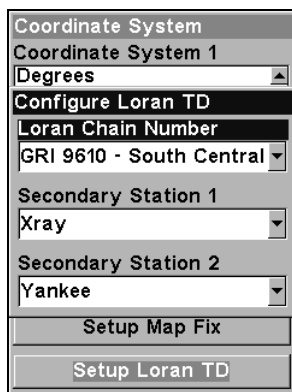 Coordinate System
Coordinate System 1
Degrees
Configure Loran TD
Loran Chain Number
GRI 9610 - South Central
Secondary Station 1
Xray
Secondary Station 2
Yankee
Setup Map Fix
Setup Loran TD